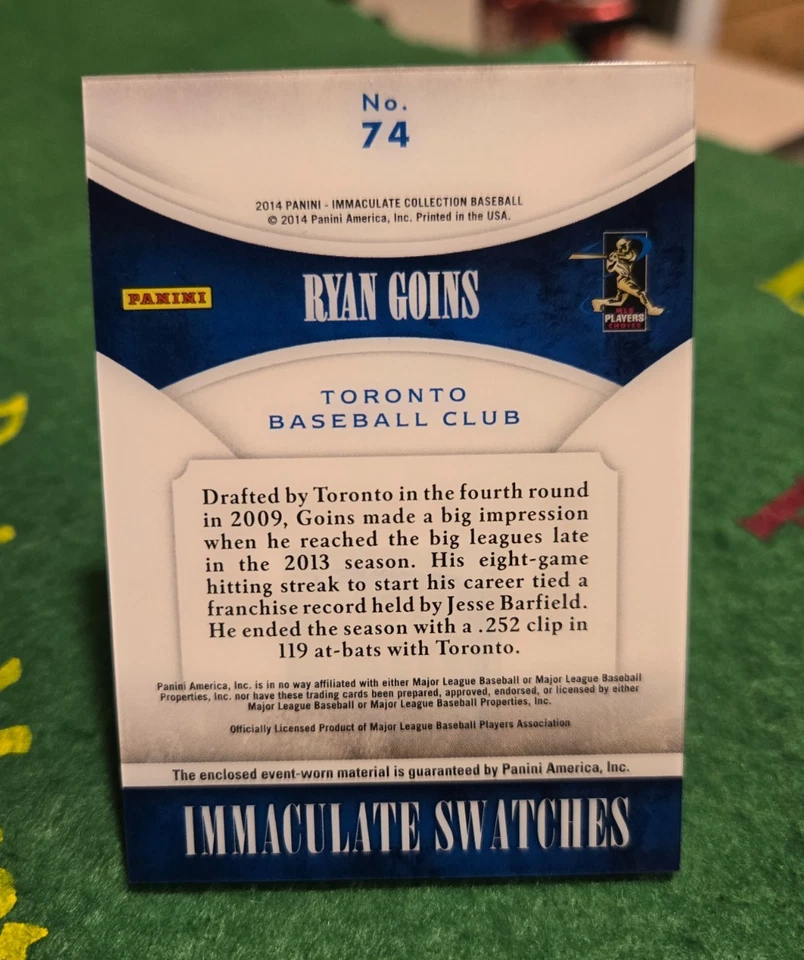 No.
74
2014 PANINI - IMMACULATE COLLECTION BASEBALL
© 2014 Panini America, Inc. Printed in the USA.
PANINI
RYAN GOINS
MLB
PLAYERS
CHOICE
TORONTO
BASEBALL CLUB
Drafted by Toronto in the fourth round
in 2009, Goins made a big impression
when he reached the big leagues late
in the 2013 season. His eight-game
hitting streak to start his career tied a
franchise record held by Jesse Barfield.
He ended the season with a .252 clip in
119 at-bats with Toronto.
Panini America, Inc. is in no way affiliated with either Major League Baseball or Major League Baseball
Properties, Inc. nor have these trading cards been prepared, approved, endorsed, or licensed by either
Major League Baseball or Major League Baseball Properties, Inc.
Officially Licensed Product of Major League Baseball Players Association
The enclosed event-worn material is guaranteed by Panini America, Inc.
IMMACULATE SWATCHES